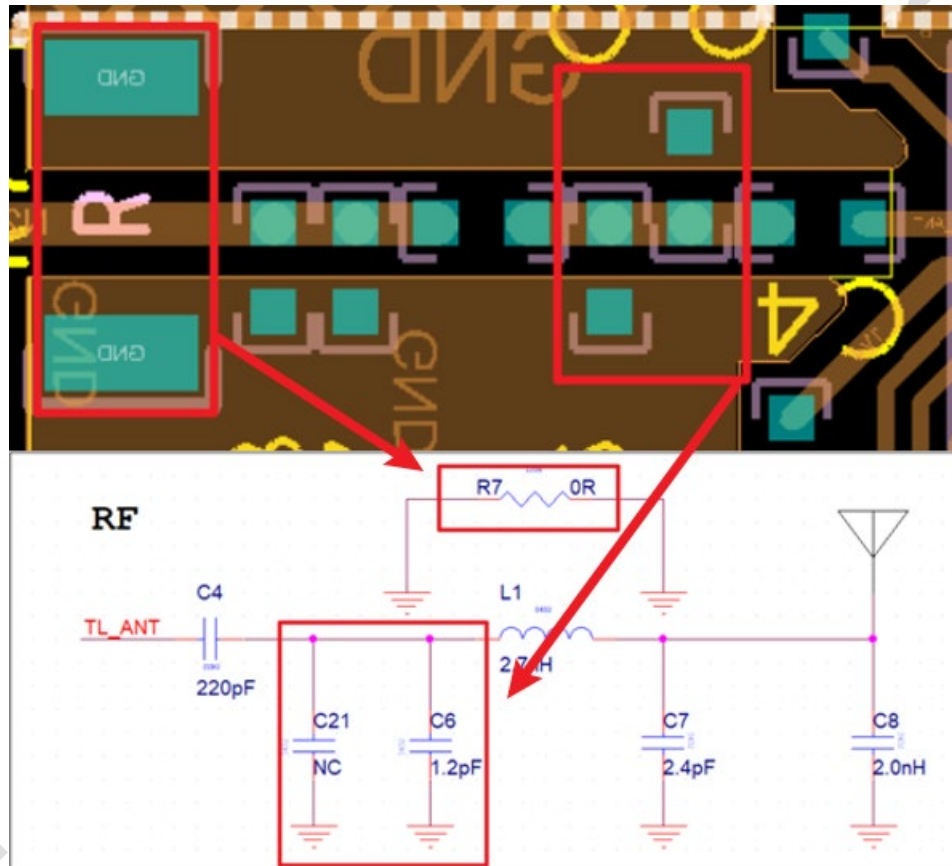 GND
GND
R
GND
GND
GND
4 C
R7 0R
RF
C4
L1
TL_ANT
220pF
C21
C6
1.2pF
C7
C8
NC
2.4pF
2.0nH